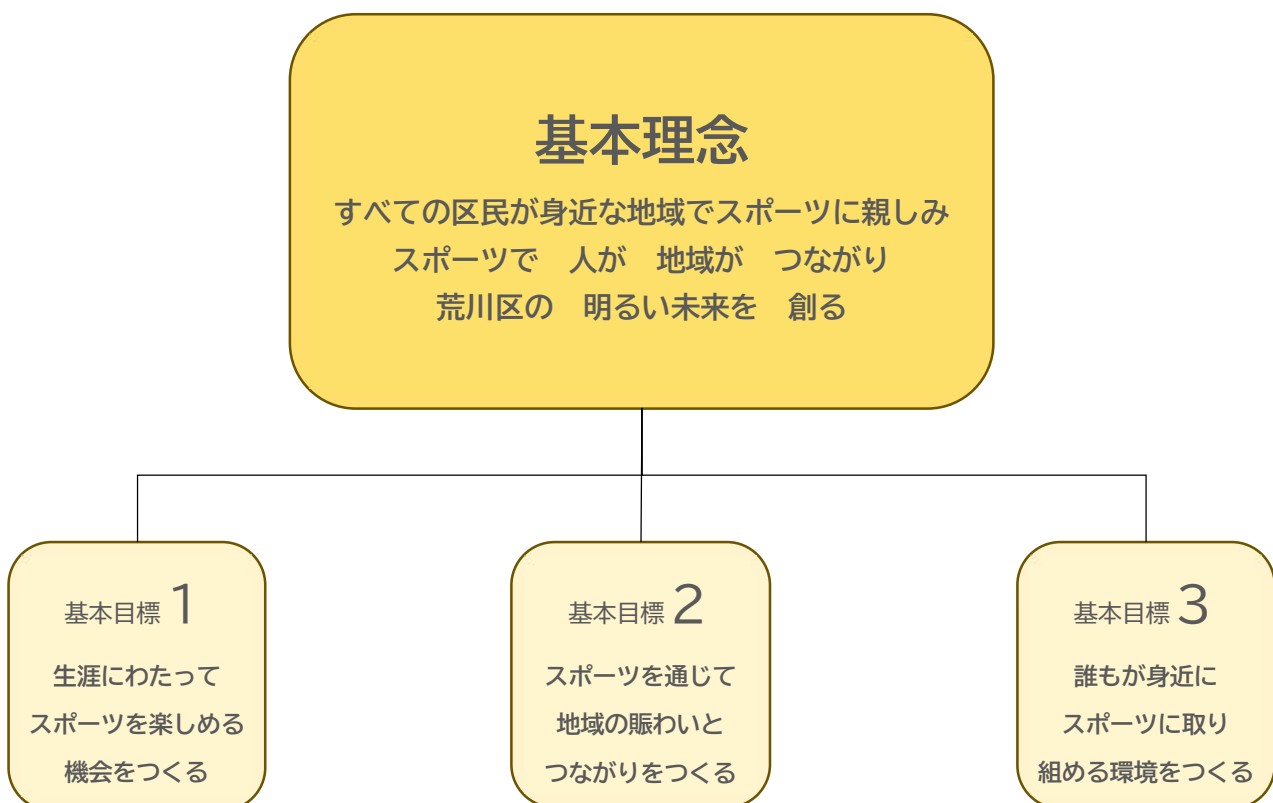 基本理念
すべての区民が身近な地域でスポーツに親しみ
スポーツで　人が　地域が　つながり
荒川区の　明るい未来を　創る
基本目標 1
生涯にわたって
スポーツを楽しめる
機会をつくる
基本目標 2
スポーツを通じて
地域の賑わいと
つながりをつくる
基本目標 3
誰もが身近に
スポーツに取り
組める環境をつくる